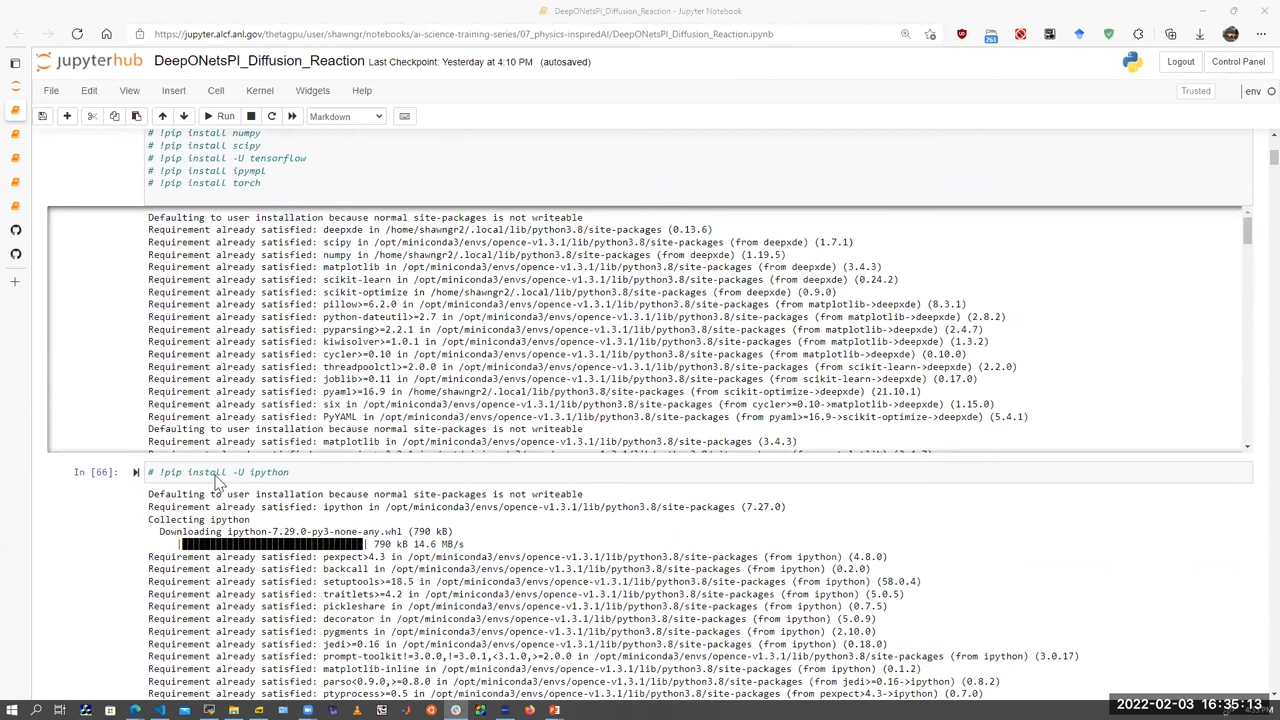 DeepONetsPI_Diffusion_Reaction - Jupyter Notebook
https://jupyter.alcf.anl.gov/thetagpu/user/shawngr/notebooks/ai-science-training-series/07_physics-inspiredAI/DeepONetsPI_Diffusion_Reaction.ipynb
261
jupyterhub DeepONetsPI_Diffusion_Reaction Last Checkpoint: Yesterday at 4:10 PM (autosaved)
Logout Control Panel
File Edit View Insert Cell Kernel Widgets Help
Trusted env
Run Markdown
# !pip install numpy
# !pip install scipy
# !pip install -U tensorflow
# !pip install ipympl
# !pip install torch
Defaulting to user installation because normal site-packages is not writeable
Requirement already satisfied: deepxde in /home/shawngr2/.local/lib/python3.8/site-packages (0.13.6)
Requirement already satisfied: scipy in /opt/miniconda3/envs/opence-v1.3.1/lib/python3.8/site-packages (from deepxde) (1.7.1)
Requirement already satisfied: numpy in /home/shawngr2/.local/lib/python3.8/site-packages (from deepxde) (1.19.5)
Requirement already satisfied: matplotlib in /opt/miniconda3/envs/opence-v1.3.1/lib/python3.8/site-packages (from deepxde) (3.4.3)
Requirement already satisfied: scikit-learn in /opt/miniconda3/envs/opence-v1.3.1/lib/python3.8/site-packages (from deepxde) (0.24.2)
Requirement already satisfied: scikit-optimize in /home/shawngr2/.local/lib/python3.8/site-packages (from deepxde) (0.9.0)
Requirement already satisfied: pillow>=6.2.0 in /opt/miniconda3/envs/opence-v1.3.1/lib/python3.8/site-packages (from matplotlib->deepxde) (8.3.1)
Requirement already satisfied: python-dateutil>=2.7 in /opt/miniconda3/envs/opence-v1.3.1/lib/python3.8/site-packages (from matplotlib->deepxde) (2.8.2)
Requirement already satisfied: pyparsing>=2.2.1 in /opt/miniconda3/envs/opence-v1.3.1/lib/python3.8/site-packages (from matplotlib->deepxde) (2.4.7)
Requirement already satisfied: kiwisolver>=1.0.1 in /opt/miniconda3/envs/opence-v1.3.1/lib/python3.8/site-packages (from matplotlib->deepxde) (1.3.2)
Requirement already satisfied: cycler>=0.10 in /opt/miniconda3/envs/opence-v1.3.1/lib/python3.8/site-packages (from matplotlib->deepxde) (0.10.0)
Requirement already satisfied: threadpoolctl>=2.0.0 in /opt/miniconda3/envs/opence-v1.3.1/lib/python3.8/site-packages (from scikit-learn->deepxde) (2.2.0)
Requirement already satisfied: joblib>=0.11 in /opt/miniconda3/envs/opence-v1.3.1/lib/python3.8/site-packages (from scikit-learn->deepxde) (0.17.0)
Requirement already satisfied: pyaml>=16.9 in /home/shawngr2/.local/lib/python3.8/site-packages (from scikit-optimize->deepxde) (21.10.1)
Requirement already satisfied: six in /opt/miniconda3/envs/opence-v1.3.1/lib/python3.8/site-packages (from cycler>=0.10->matplotlib->deepxde) (1.15.0)
Requirement already satisfied: PyYAML in /opt/miniconda3/envs/opence-v1.3.1/lib/python3.8/site-packages (from pyaml>=16.9->scikit-optimize->deepxde) (5.4.1)
Defaulting to user installation because normal site-packages is not writeable
Requirement already satisfied: matplotlib in /opt/miniconda3/envs/opence-v1.3.1/lib/python3.8/site-packages (3.4.3)
In [66]: # !pip install -U ipython
Defaulting to user installation because normal site-packages is not writeable
Requirement already satisfied: ipython in /opt/miniconda3/envs/opence-v1.3.1/lib/python3.8/site-packages (7.27.0)
Collecting ipython
Downloading ipython-7.29.0-py3-none-any.whl (790 kB)
| | 790 kB 14.6 MB/s
Requirement already satisfied: pexpect>4.3 in /opt/miniconda3/envs/opence-v1.3.1/lib/python3.8/site-packages (from ipython) (4.8.0)
Requirement already satisfied: backcall in /opt/miniconda3/envs/opence-v1.3.1/lib/python3.8/site-packages (from ipython) (0.2.0)
Requirement already satisfied: setuptools>=18.5 in /opt/miniconda3/envs/opence-v1.3.1/lib/python3.8/site-packages (from ipython) (58.0.4)
Requirement already satisfied: traitlets>=4.2 in /opt/miniconda3/envs/opence-v1.3.1/lib/python3.8/site-packages (from ipython) (5.0.5)
Requirement already satisfied: pickleshare in /opt/miniconda3/envs/opence-v1.3.1/lib/python3.8/site-packages (from ipython) (0.7.5)
Requirement already satisfied: decorator in /opt/miniconda3/envs/opence-v1.3.1/lib/python3.8/site-packages (from ipython) (5.0.9)
Requirement already satisfied: pygments in /opt/miniconda3/envs/opence-v1.3.1/lib/python3.8/site-packages (from ipython) (2.10.0)
Requirement already satisfied: jedi>=0.16 in /opt/miniconda3/envs/opence-v1.3.1/lib/python3.8/site-packages (from ipython) (0.18.0)
Requirement already satisfied: prompt-toolkit!=3.0.0,!=3.0.1,<3.1.0,>=2.0.0 in /opt/miniconda3/envs/opence-v1.3.1/lib/python3.8/site-packages (from ipython) (3.0.17)
Requirement already satisfied: matplotlib-inline in /opt/miniconda3/envs/opence-v1.3.1/lib/python3.8/site-packages (from ipython) (0.1.2)
Requirement already satisfied: parso<0.9.0,>=0.8.0 in /opt/miniconda3/envs/opence-v1.3.1/lib/python3.8/site-packages (from jedi>=0.16->ipython) (0.8.2)
Requirement already satisfied: ptyprocess>=0.5 in /opt/miniconda3/envs/opence-v1.3.1/lib/python3.8/site-packages (from pexpect>4.3->ipython) (0.7.0)
2022-02-03 16:35:13